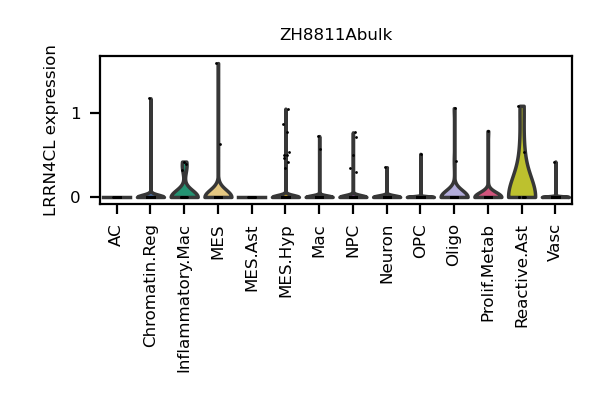 ZH8811Abulk
LRRN4CL expression
1
0
AC
Chromatin.Reg
Inflammatory.Mac
MES
MES.Ast
MES.Hyp
Mac
NPC
Neuron
OPC
Oligo
Prolif.Metab
Reactive.Ast
Vasc